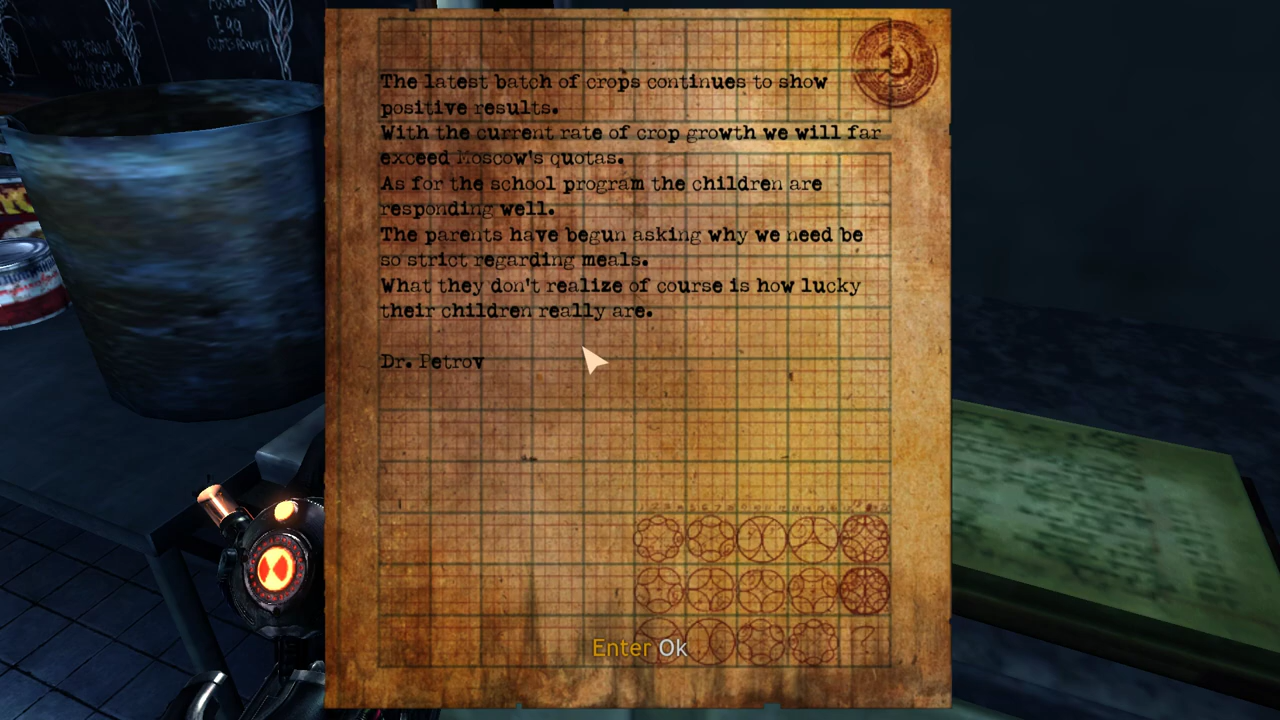 Egg
The latest batch of crops continues to show
positive results.
With the current rate of crop growth we will far
exceed Moscow's quotas.
As for the school program the children are
responding well.
The parents have begun asking why we need be
so strict regarding meals.
What they don't realize of course is how lucky
their children really are.
Dr. Petrov
Enter Ok